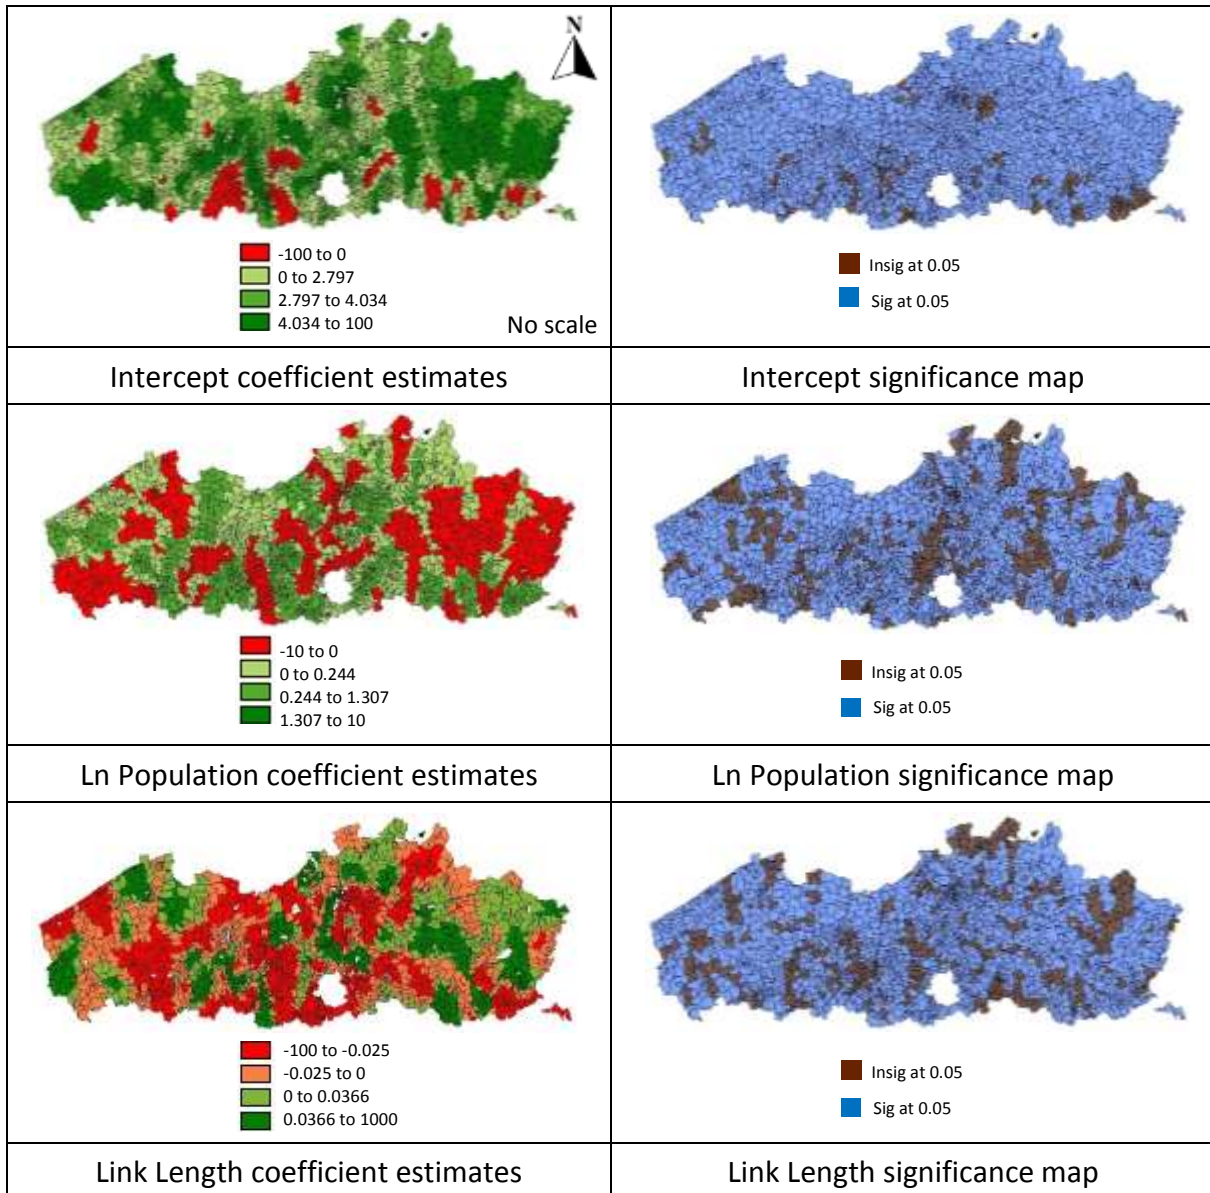 N
-100 to 0
0 to 2.797
2.797 to 4.034
4.034 to 100
No scale
Insig at 0.05
Sig at 0.05
Intercept coefficient estimates
Intercept significance map
-10 to 0
0 to 0.244
0.244 to 1.307
1.307 to 10
Insig at 0.05
Sig at 0.05
Ln Population coefficient estimates
Ln Population significance map
-100 to -0.025
-0.025 to 0
0 to 0.0366
0.0366 to 1000
Insig at 0.05
Sig at 0.05
Link Length coefficient estimates
Link Length significance map